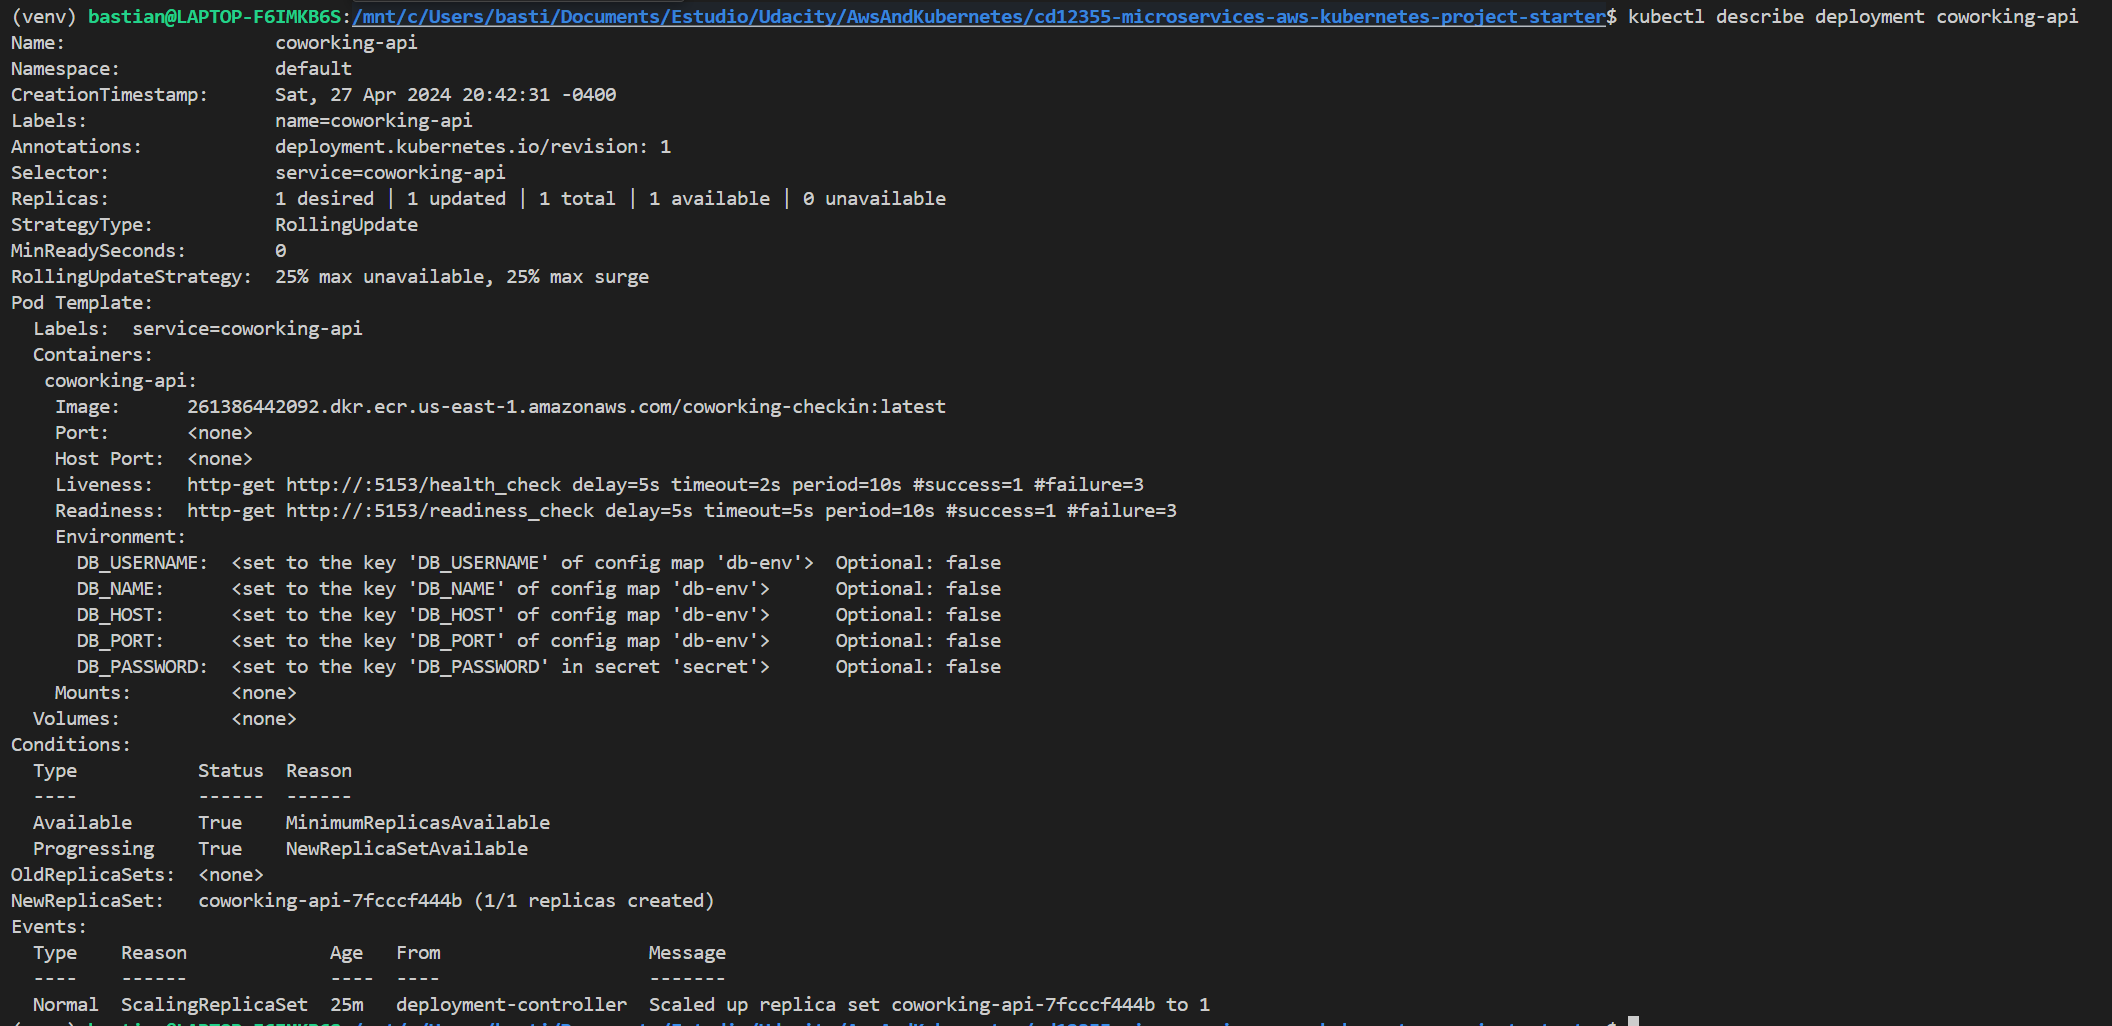 (venv) bastian@LAPTOP-F6IMKB6S:/mnt/c/Users/basti/Documents/Estudio/Udacity/AwsAndKubernetes/cd12355-microservices-aws-kubernetes-project-starter$ kubectl describe deployment coworking-api
Name:                   coworking-api
Namespace:              default
CreationTimestamp:      Sat, 27 Apr 2024 20:42:31 -0400
Labels:                 name=coworking-api
Annotations:            deployment.kubernetes.io/revision: 1
Selector:               service=coworking-api
Replicas:               1 desired | 1 updated | 1 total | 1 available | 0 unavailable
StrategyType:           RollingUpdate
MinReadySeconds:        0
RollingUpdateStrategy:  25% max unavailable, 25% max surge
Pod Template:
  Labels:  service=coworking-api
  Containers:
   coworking-api:
    Image:      261386442092.dkr.ecr.us-east-1.amazonaws.com/coworking-checkin:latest
    Port:       <none>
    Host Port:  <none>
    Liveness:   http-get http://:5153/health_check delay=5s timeout=2s period=10s #success=1 #failure=3
    Readiness:  http-get http://:5153/readiness_check delay=5s timeout=5s period=10s #success=1 #failure=3
    Environment:
      DB_USERNAME:  <set to the key 'DB_USERNAME' of config map 'db-env'>  Optional: false
      DB_NAME:      <set to the key 'DB_NAME' of config map 'db-env'>      Optional: false
      DB_HOST:      <set to the key 'DB_HOST' of config map 'db-env'>      Optional: false
      DB_PORT:      <set to the key 'DB_PORT' of config map 'db-env'>      Optional: false
      DB_PASSWORD:  <set to the key 'DB_PASSWORD' in secret 'secret'>      Optional: false
    Mounts:         <none>
  Volumes:          <none>
Conditions:
  Type           Status  Reason
  ----           ------  ------
  Available      True    MinimumReplicasAvailable
  Progressing    True    NewReplicaSetAvailable
OldReplicaSets:  <none>
NewReplicaSet:   coworking-api-7fcccf444b (1/1 replicas created)
Events:
  Type    Reason             Age   From                   Message
  ----    ------             ----  ----                   -------
  Normal  ScalingReplicaSet  25m   deployment-controller  Scaled up replica set coworking-api-7fcccf444b to 1